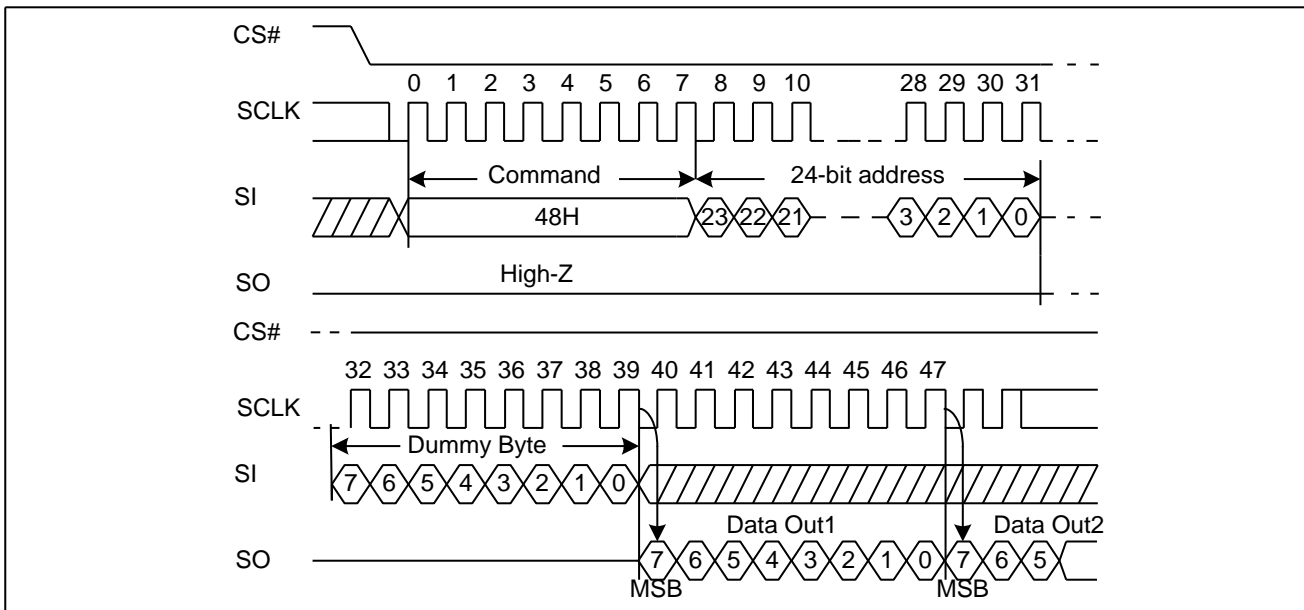 CS#
0 1 2 3 4 5 6 7 8 9 10 28 29 30 31
SCLK
Command 24-bit address
SI
48H 23 22 21 3 2 1 0
High-Z
SO
CS#
32 33 34 35 36 37 38 39 40 41 42 43 44 45 46 47
SCLK
Dummy Byte
SI
7 6 5 4 3 2 1 0
Data Out1 Data Out2
SO
7 6 5 4 3 2 1 0 7 6 5
MSB MSB